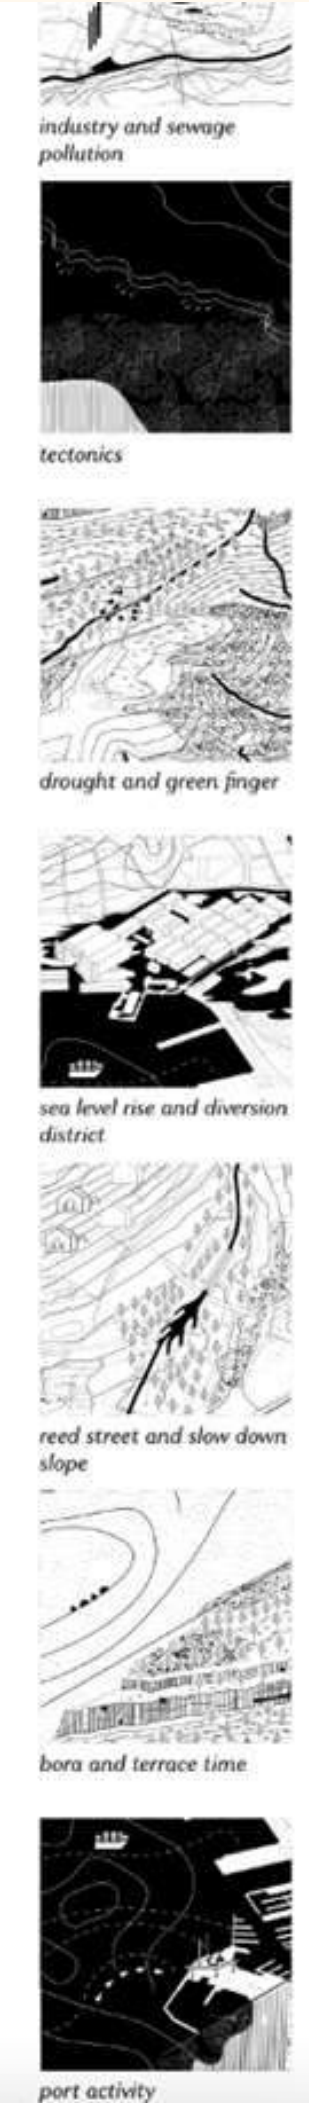 industry and sewage
pollution
tectonics
drought and green finger
sea level rise and diversion
district
reed street and slow down
slope
bora and terrace time
port activity